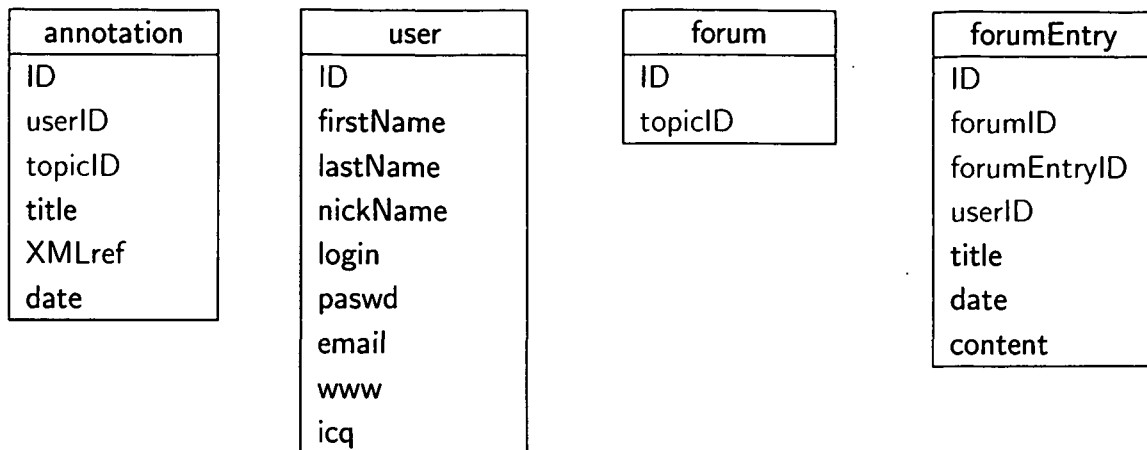 annotation
ID
userID
topicID
title
XMLref
date
user
ID
firstName
lastName
nickName
login
paswd
email
www
icq
forum
ID
topicID
forumEntry
ID
forumID
forumEntryID
userID
title
date
content